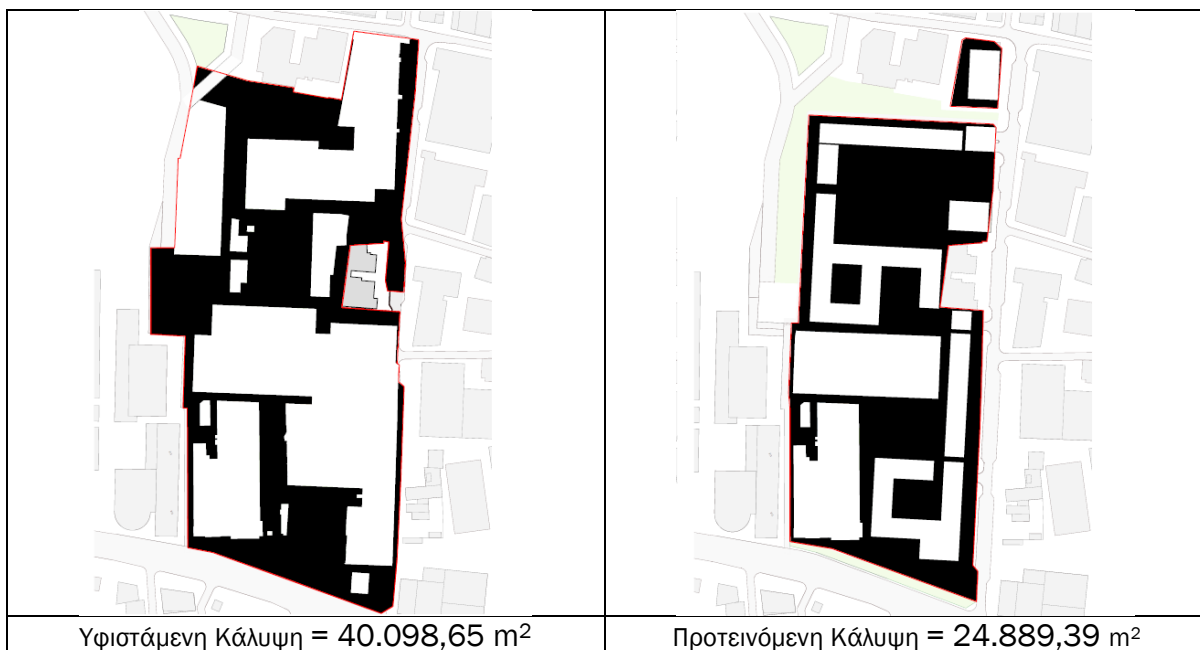 Υφιστάμενη Κάλυψη = 40.098,65 m²
Προτεινόμενη Κάλυψη = 24.889,39 m²